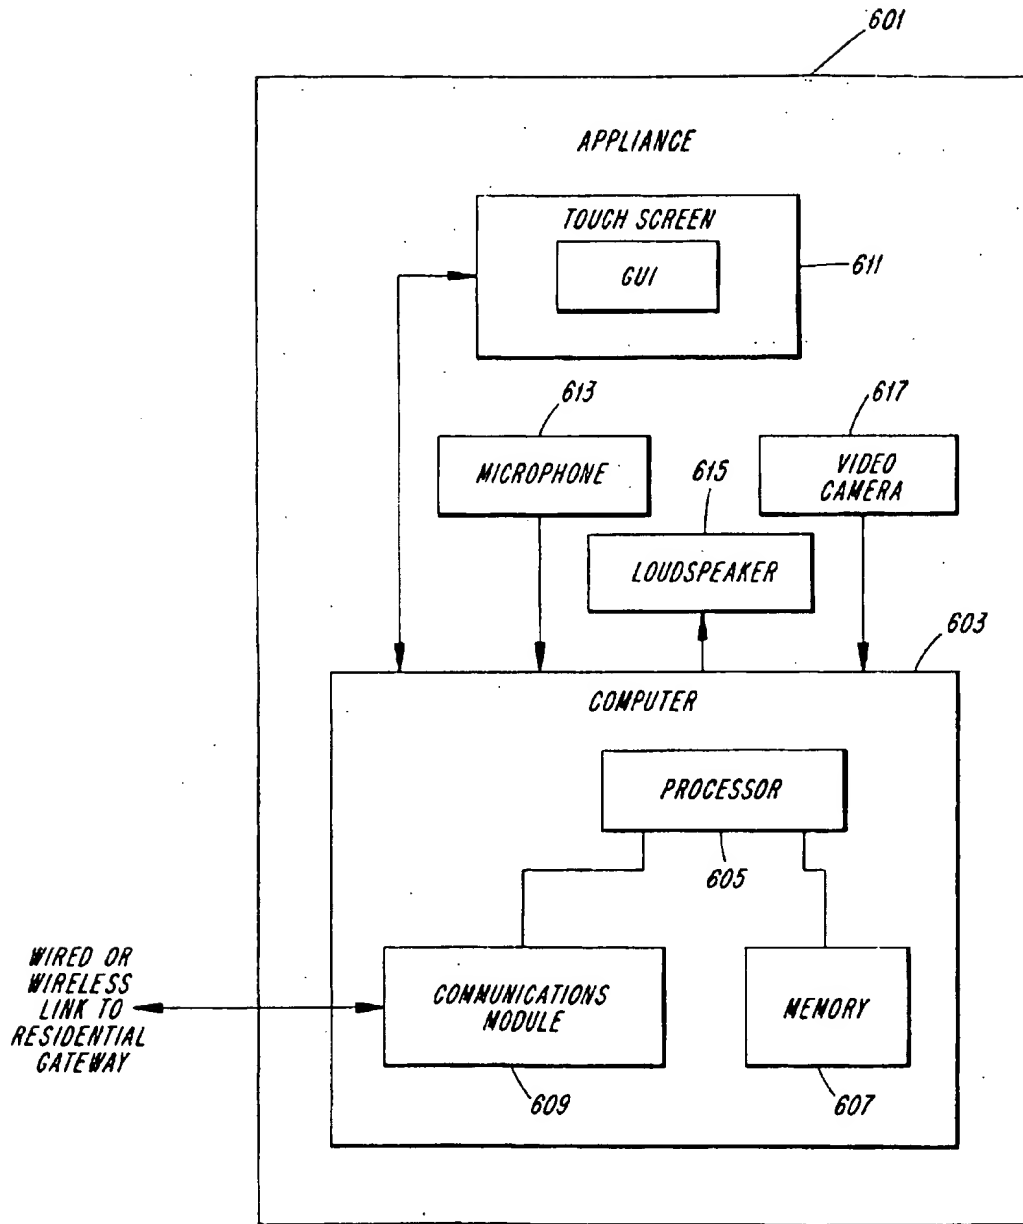 601
APPLIANCE
TOUCH SCREEN
GUI
611
613
617
MICROPHONE
615
VIDEO
CAMERA
LOUDSPEAKER
603
COMPUTER
PROCESSOR
605
WIRED OR
WIRELESS
LINK TO
RESIDENTIAL
GATEWAY
COMMUNICATIONS
MODULE
MEMORY
609
607